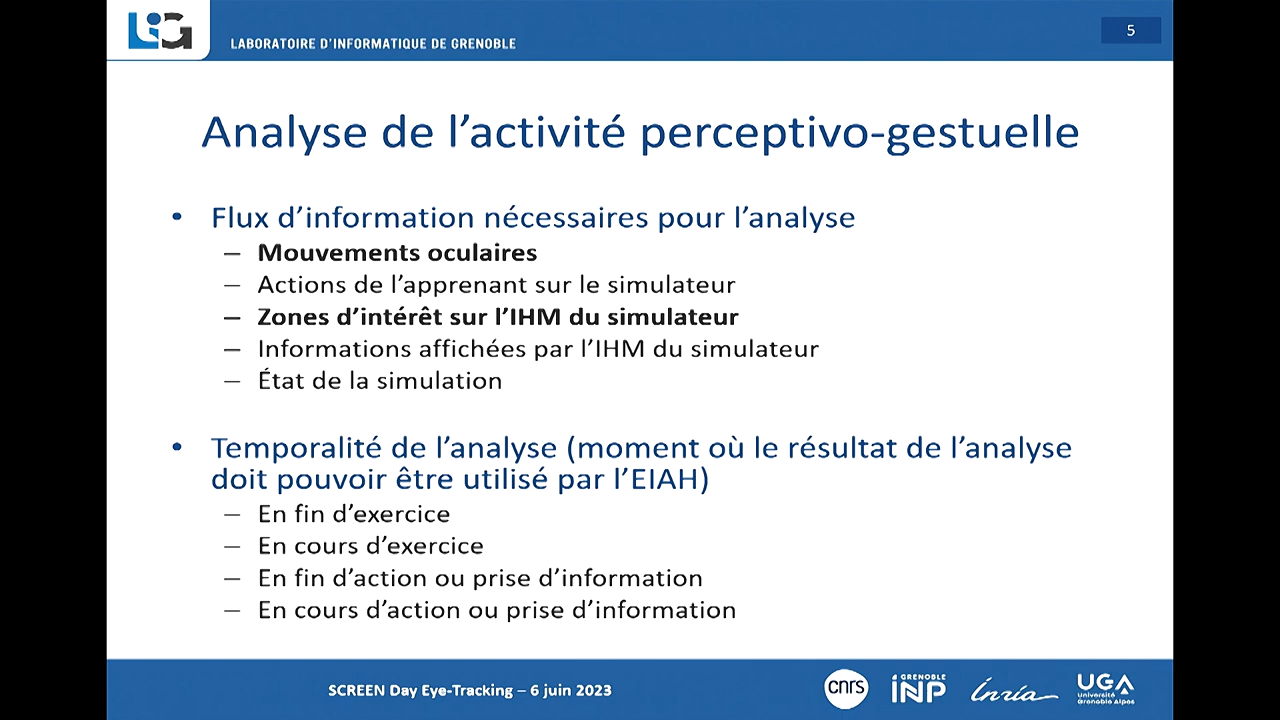 LIG
LABORATOIRE D'INFORMATIQUE DE GRENOBLE
5
Analyse de l'activité perceptivo-gestuelle
• Flux d'information nécessaires pour l'analyse
– Mouvements oculaires
– Actions de l'apprenant sur le simulateur
– Zones d'intérêt sur l'IHM du simulateur
– Informations affichées par l'IHM du simulateur
– État de la simulation
• Temporalité de l'analyse (moment où le résultat de l'analyse
doit pouvoir être utilisé par l'EIAH)
– En fin d'exercice
– En cours d'exercice
– En fin d'action ou prise d'information
– En cours d'action ou prise d'information
SCREEN Day Eye-Tracking – 6 juin 2023
cnrs
GRENOBLE
INP
Inria
UGA
Université
Grenoble Alpes